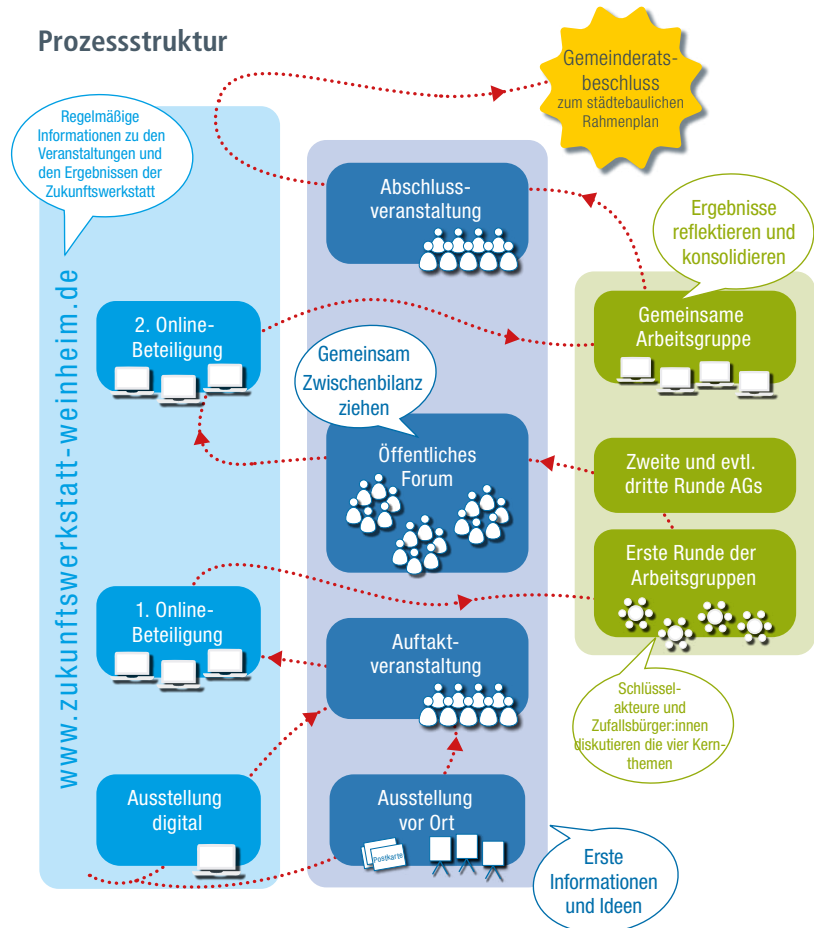 Prozessstruktur
Gemeinderats-
beschluss
zum städtebaulichen
Rahmenplan
Regelmäßige
Informationen zu den
Veranstaltungen und
den Ergebnissen der
Zukunftswerkstatt
www.zukunftswerkstatt-weinheim.de
Abschluss-
veranstaltung
Ergebnisse
reflektieren und
konsolidieren
2. Online-
Beteiligung
Gemeinsame
Arbeitsgruppe
Gemeinsam
Zwischenbilanz
ziehen
Öffentliches
Forum
Zweite und evtl.
dritte Runde AGs
Erste Runde der
Arbeitsgruppen
1. Online-
Beteiligung
Auftakt-
veranstaltung
Schlüssel-
akteure und
Zufallsbürger:innen
diskutieren die vier Kern-
themen
Ausstellung
digital
Ausstellung
vor Ort
Postkarte
Erste
Informationen
und Ideen